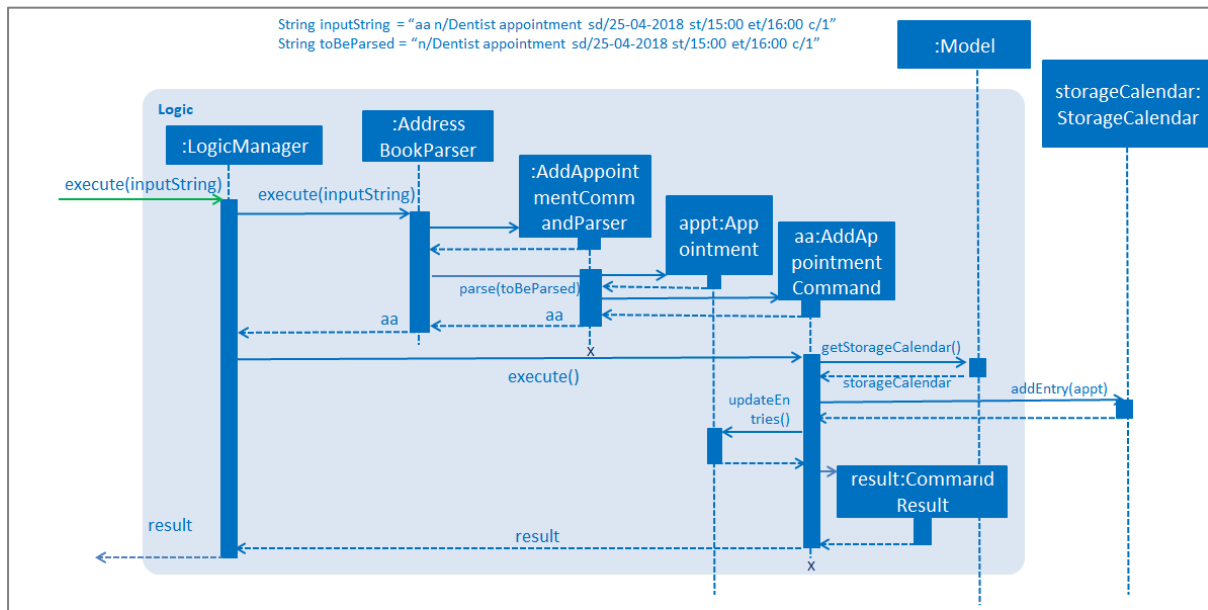 String inputString = “aa n/Dentist appointment sd/25-04-2018 st/15:00 et/16:00 c/1”
String toBeParsed = “n/Dentist appointment sd/25-04-2018 st/15:00 et/16:00 c/1”
:Model
storageCalendar:
StorageCalendar
Logic
:LogicManager
:Address
BookParser
:AddAppoint
mentComm
andParser
appt:App
ointment
aa:AddAp
pointment
Command
execute(inputString)
execute(inputString)
parse(toBeParsed)
aa
aa
x
execute()
getStorageCalendar()
storageCalendar
addEntry(appt)
updateEn
tries()
result:Command
Result
result
result
x